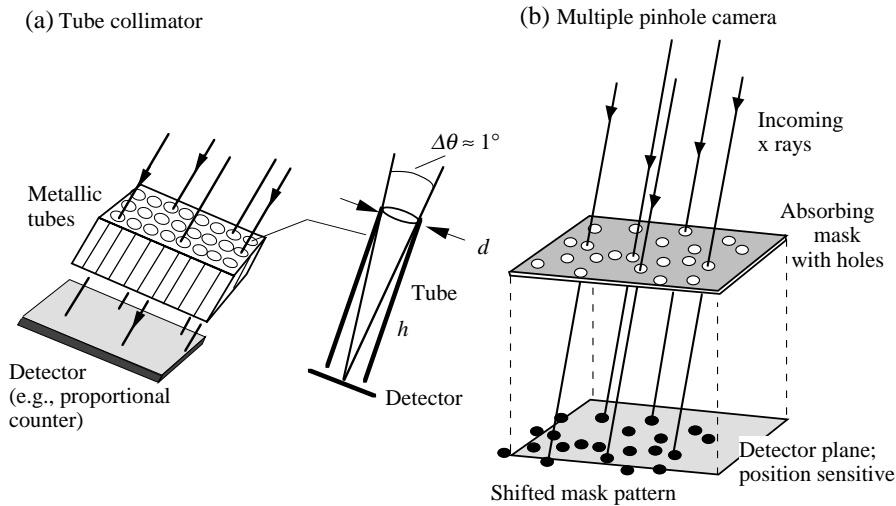 (a) Tube collimator
Δθ ≈ 1°
Metallic
tubes
d
Tube
h
Detector
Detector
(e.g., proportional
counter)
(b) Multiple pinhole camera
Incoming
x rays
Absorbing
mask
with holes
Detector plane;
position sensitive
Shifted mask pattern